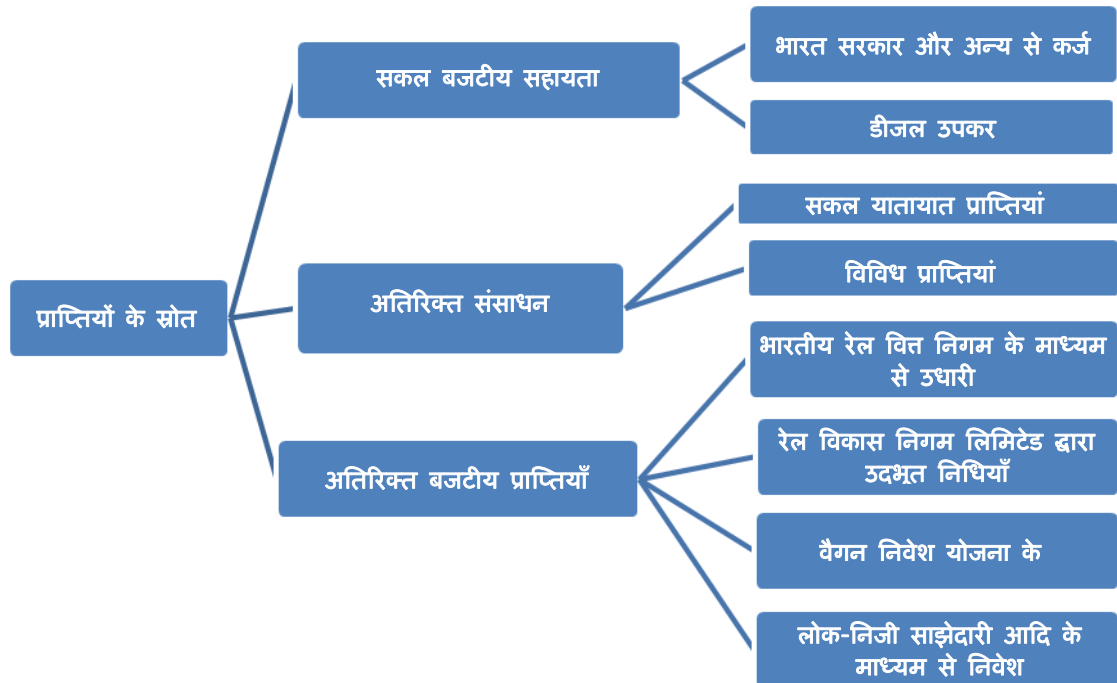 प्राप्तियों के स्रोत
सकल बजटीय सहायता
भारत सरकार और अन्य से कर्ज
डीजल उपकर
अतिरिक्त संसाधन
सकल यातायात प्राप्तियां
विविध प्राप्तियां
अतिरिक्त बजटीय प्राप्तियाँ
भारतीय रेल वित्त निगम के माध्यम
से उधारी
रेल विकास निगम लिमिटेड द्वारा
उदभूत निधियाँ
वैगन निवेश योजना के
लोक-निजी साझेदारी आदि के
माध्यम से निवेश